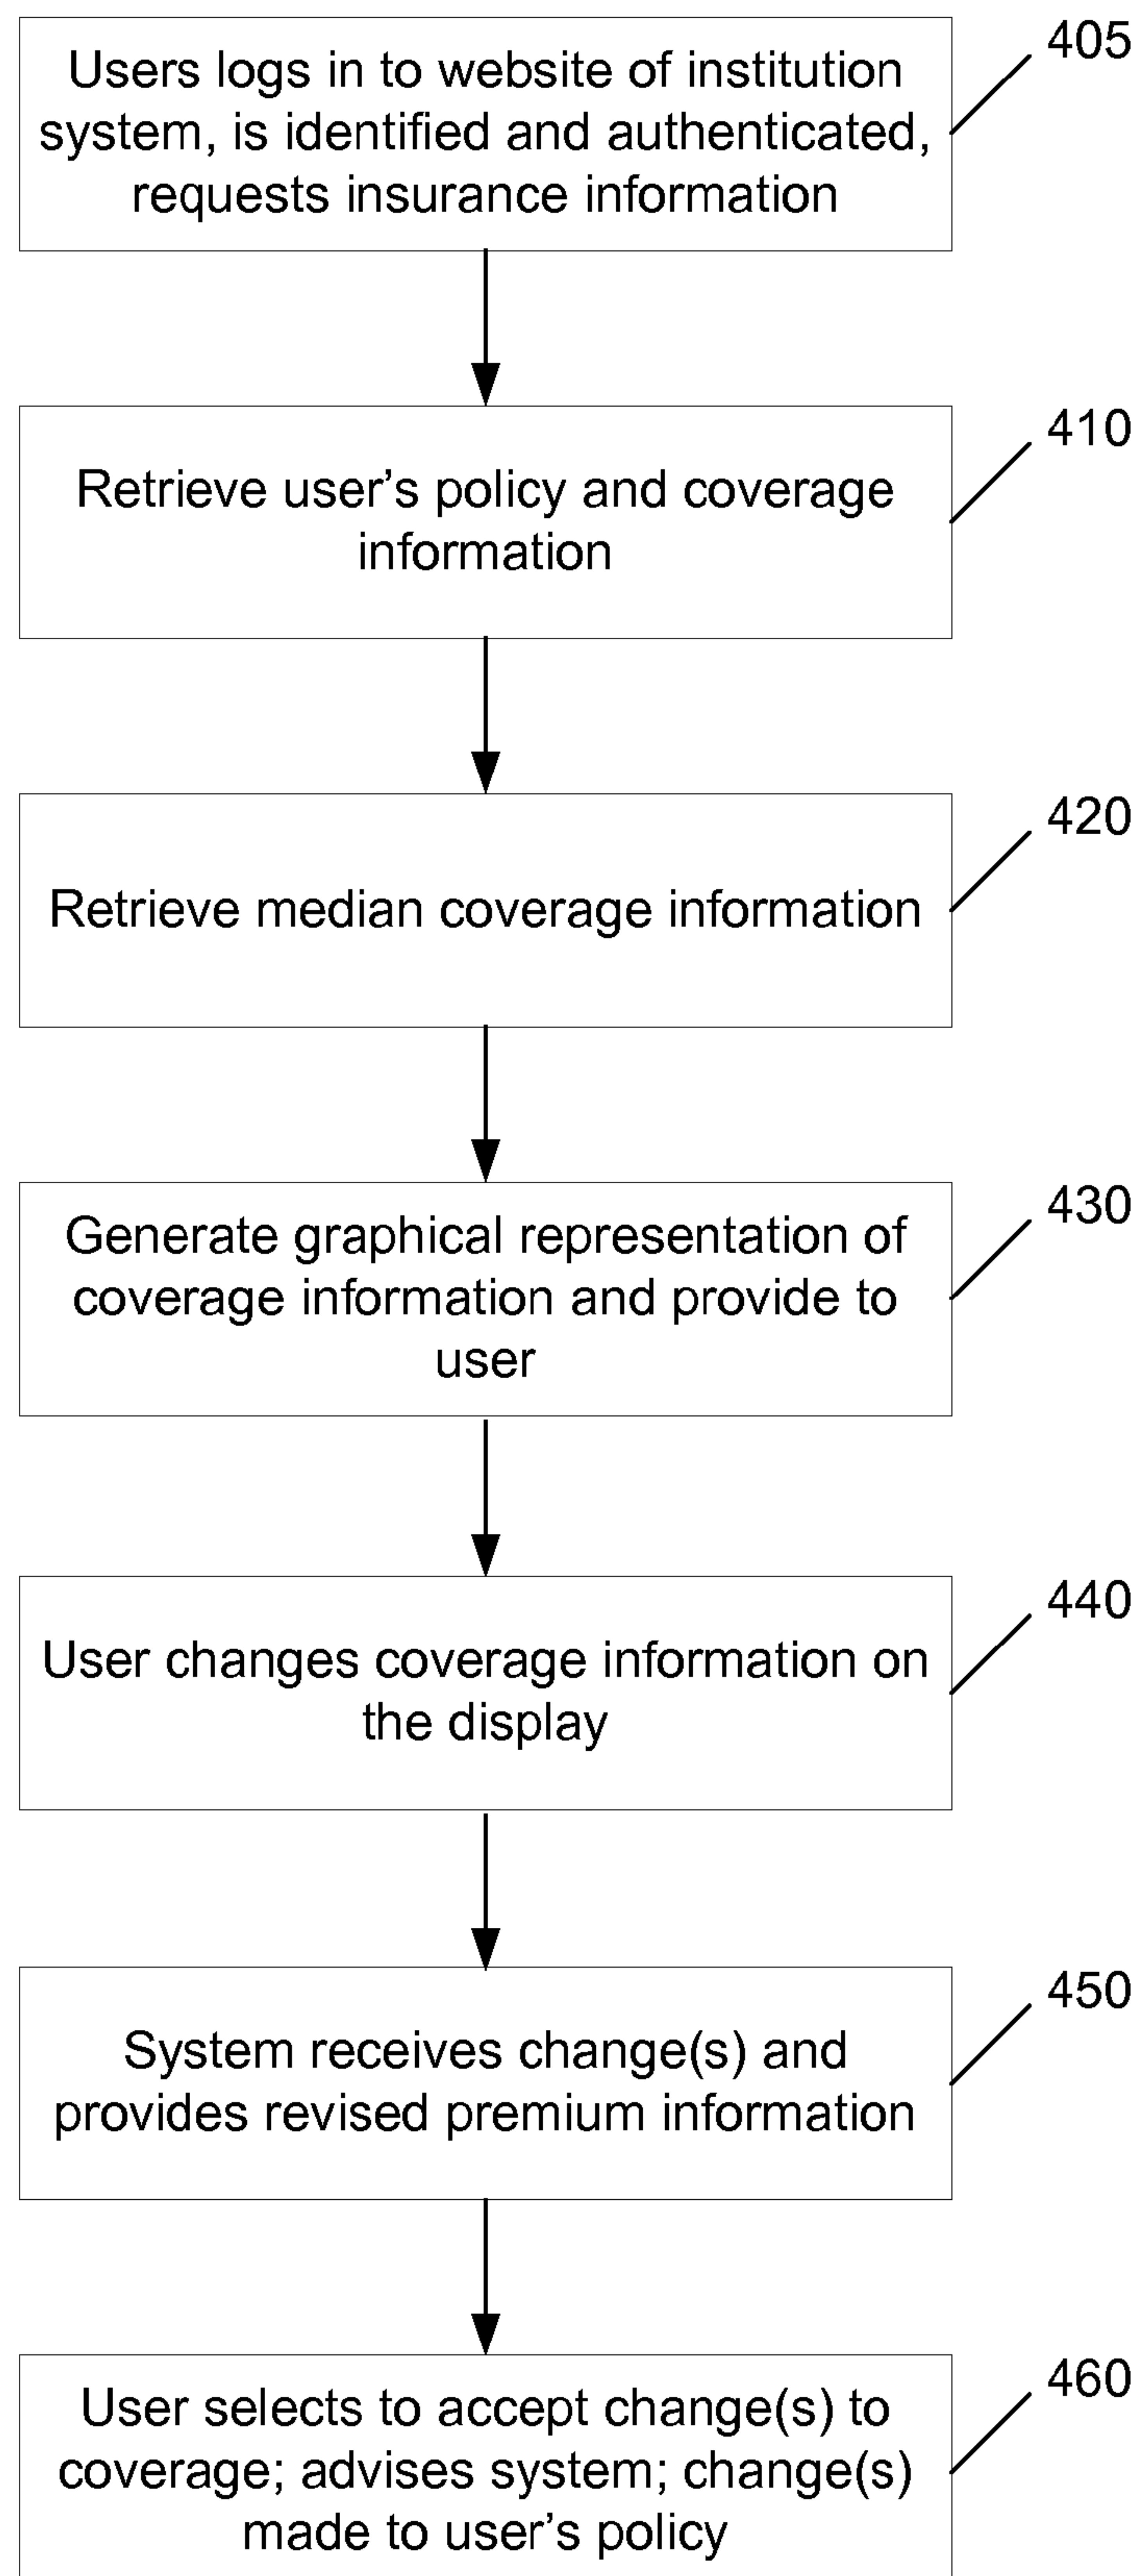 Users logs in to website of institution
system, is identified and authenticated,
requests insurance information
405
Retrieve user’s policy and coverage
information
410
Retrieve median coverage information
420
Generate graphical representation of
coverage information and provide to
user
430
User changes coverage information on
the display
440
System receives change(s) and
provides revised premium information
450
User selects to accept change(s) to
coverage; advises system; change(s)
made to user’s policy
460